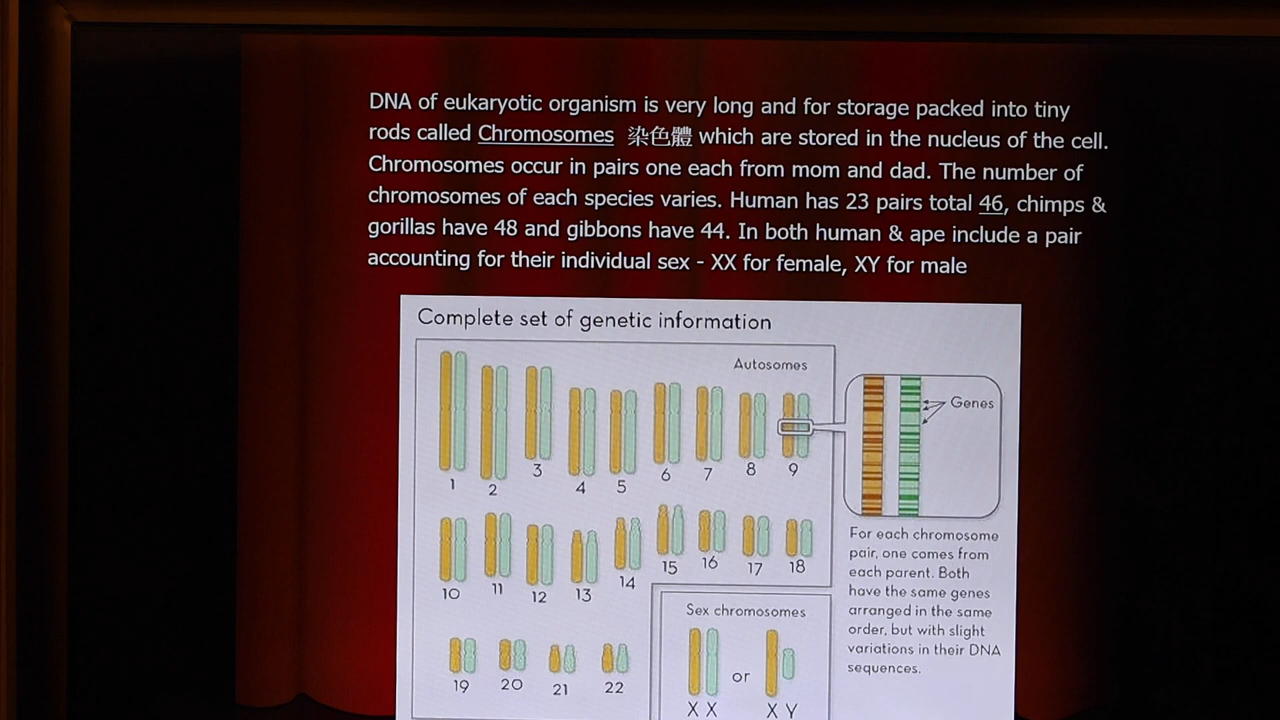 DNA of eukaryotic organism is very long and for storage packed into tiny
rods called Chromosomes 染色體 which are stored in the nucleus of the cell.
Chromosomes occur in pairs one each from mom and dad. The number of
chromosomes of each species varies. Human has 23 pairs total 46, chimps &
gorillas have 48 and gibbons have 44. In both human & ape include a pair
accounting for their individual sex - XX for female, XY for male
Complete set of genetic information
Autosomes
1 2 3 4 5 6 7 8 9
10 11 12 13 14 15 16 17 18
19 20 21 22
Sex chromosomes
or
X X X Y
Genes
For each chromosome
pair, one comes from
each parent. Both
have the same genes
arranged in the same
order, but with slight
variations in their DNA
sequences.